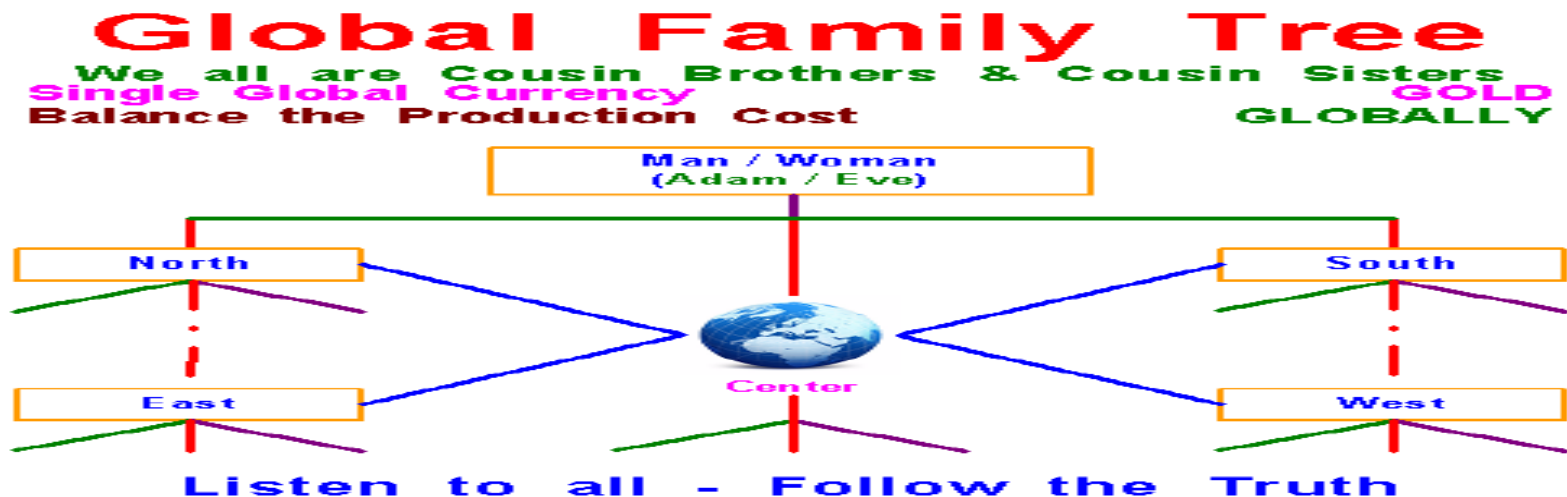 Global Family Tree
We all are Cousin Brothers & Cousin Sisters
Single Global Currency GOLD
Balance the Production Cost GLOBALLY
Man / Woman
(Adam / Eve)
North
South
Center
East
West
Listen to all - Follow the Truth